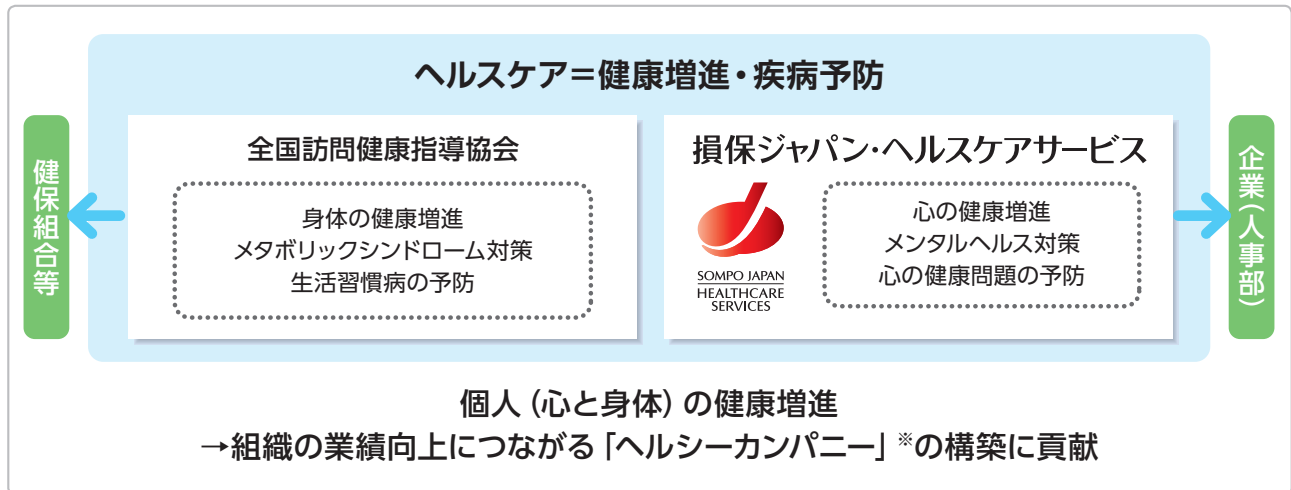 ヘルスケア＝健康増進・疾病予防
健保組合等
全国訪問健康指導協会
身体の健康増進
メタボリックシンドローム対策
生活習慣病の予防
損保ジャパン・ヘルスケアサービス
SOMPO JAPAN
HEALTHCARE
SERVICES
心の健康増進
メンタルヘルス対策
心の健康問題の予防
企業(人事部)
個人（心と身体）の健康増進
→組織の業績向上につながる「ヘルシーカンパニー」※の構築に貢献